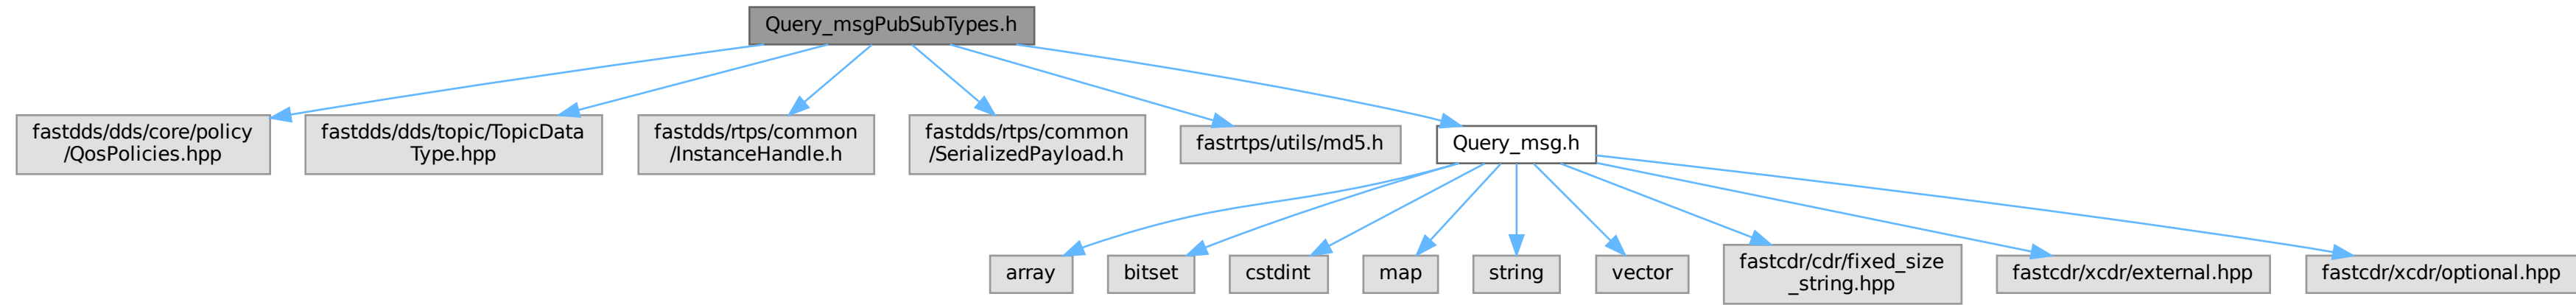 Query_msgPubSubTypes.h
fastdds/dds/core/policy
/QosPolicies.hpp
fastdds/dds/topic/TopicData
Type.hpp
fastdds/rtps/common
/InstanceHandle.h
fastdds/rtps/common
/SerializedPayload.h
fastrtps/utils/md5.h
Query_msg.h
array
bitset
cstdint
map
string
vector
fastcdr/cdr/fixed_size
_string.hpp
fastcdr/xcdr/external.hpp
fastcdr/xcdr/optional.hpp